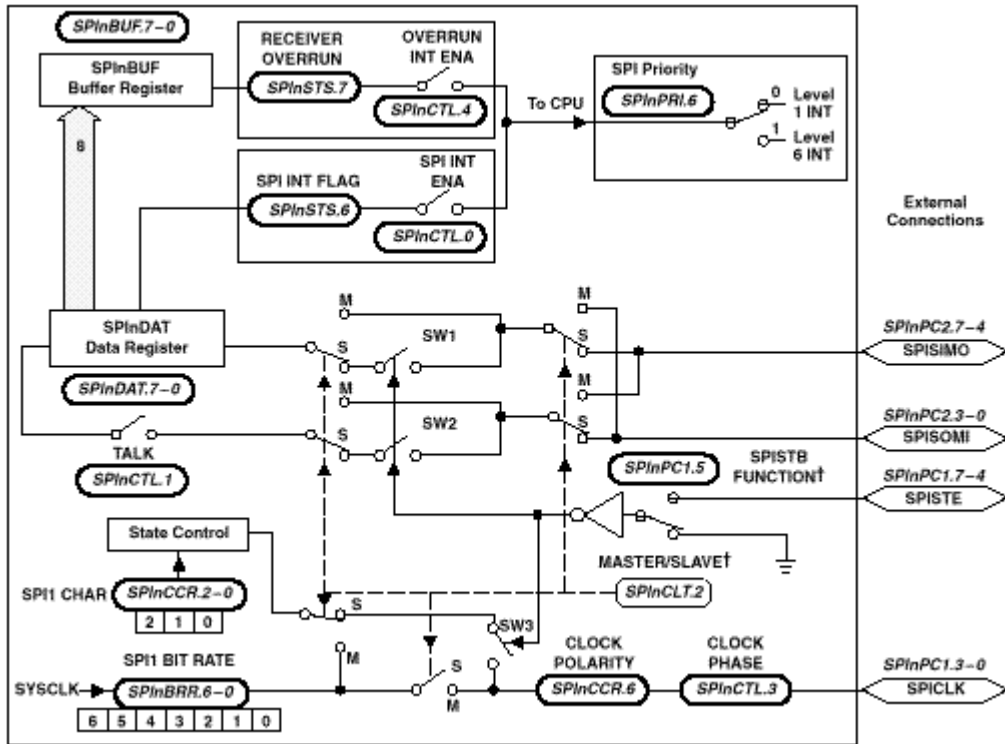 SPInBUF.7–0
SPInBUF
Buffer Register
RECEIVER
OVERRUN
SPInSTS.7
OVERRUN
INT ENA
SPInCTL.4
To CPU
SPI Priority
SPInPRI.6
0
Level
1 INT
1
Level
6 INT
8
SPI INT FLAG
SPInSTS.6
SPI INT
ENA
SPInCTL.0
External
Connections
SPInDAT
Data Register
SPInDAT.7–0
M
S
SW1
M
S
SPInPC2.7–4
SPISIMO
M
S
SW2
M
S
SPInPC2.3–0
SPISOMI
TALK
SPInCTL.1
SPInPC1.5
SPISTB
FUNCTION†
SPInPC1.7–4
SPISTE
State Control
MASTER/SLAVE†
SPInCLT.2
SPI1 CHAR
SPInCCR.2–0
2 1 0
S
M
SW3
SPI1 BIT RATE
SYSCLK
SPInBRR.6–0
6 5 4 3 2 1 0
S
M
CLOCK
POLARITY
SPInCCR.6
CLOCK
PHASE
SPInCTL.3
SPInPC1.3–0
SPICLK